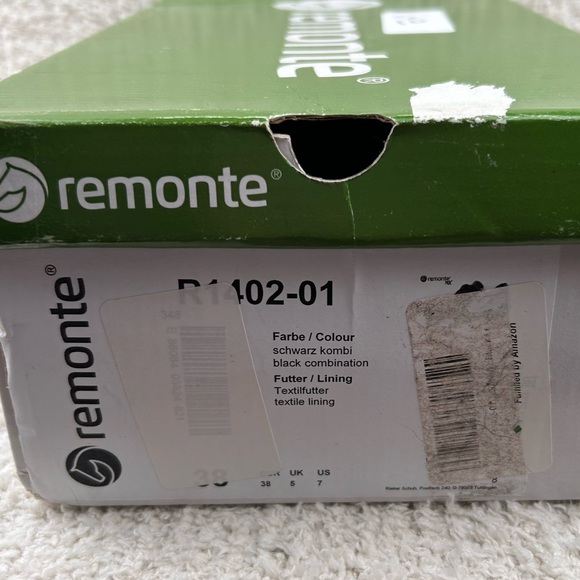 remonte®
remonte®
R1402-01
remonte®
Farbe / Colour
schwarz kombi
black combination
Futter / Lining
Textilfutter
textile lining
38
UK US
38 5 7
remonte®
Fulfilled by Amazon